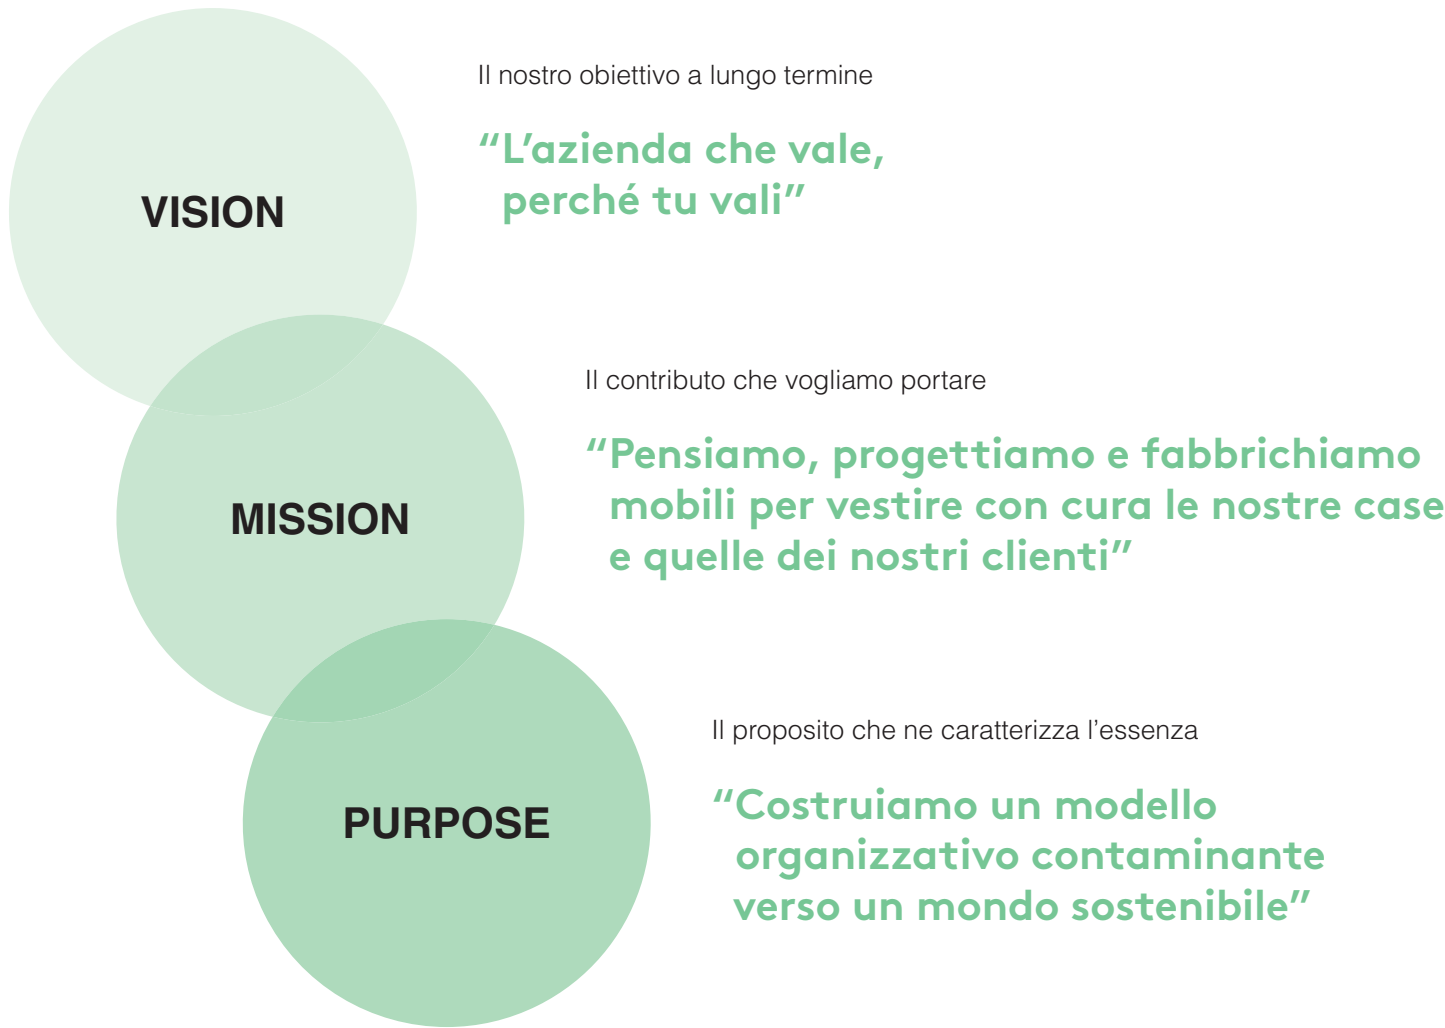 VISION
Il nostro obiettivo a lungo termine
“L’azienda che vale,
perché tu vali”
MISSION
Il contributo che vogliamo portare
“Pensiamo, progettiamo e fabbrichiamo
mobili per vestire con cura le nostre case
e quelle dei nostri clienti”
PURPOSE
Il proposito che ne caratterizza l’essenza
“Costruiamo un modello
organizzativo contaminante
verso un mondo sostenibile”